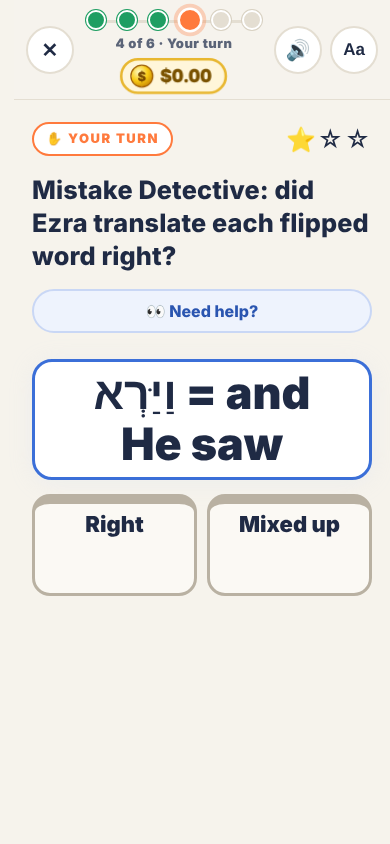 ✕
4 of 6 · Your turn
$ $0.00
🔊
Aa
✋ YOUR TURN
⭐☆☆
Mistake Detective: did
Ezra translate each flipped
word right?
👀 Need help?
וַיַּרְא = and
He saw
Right
Mixed up